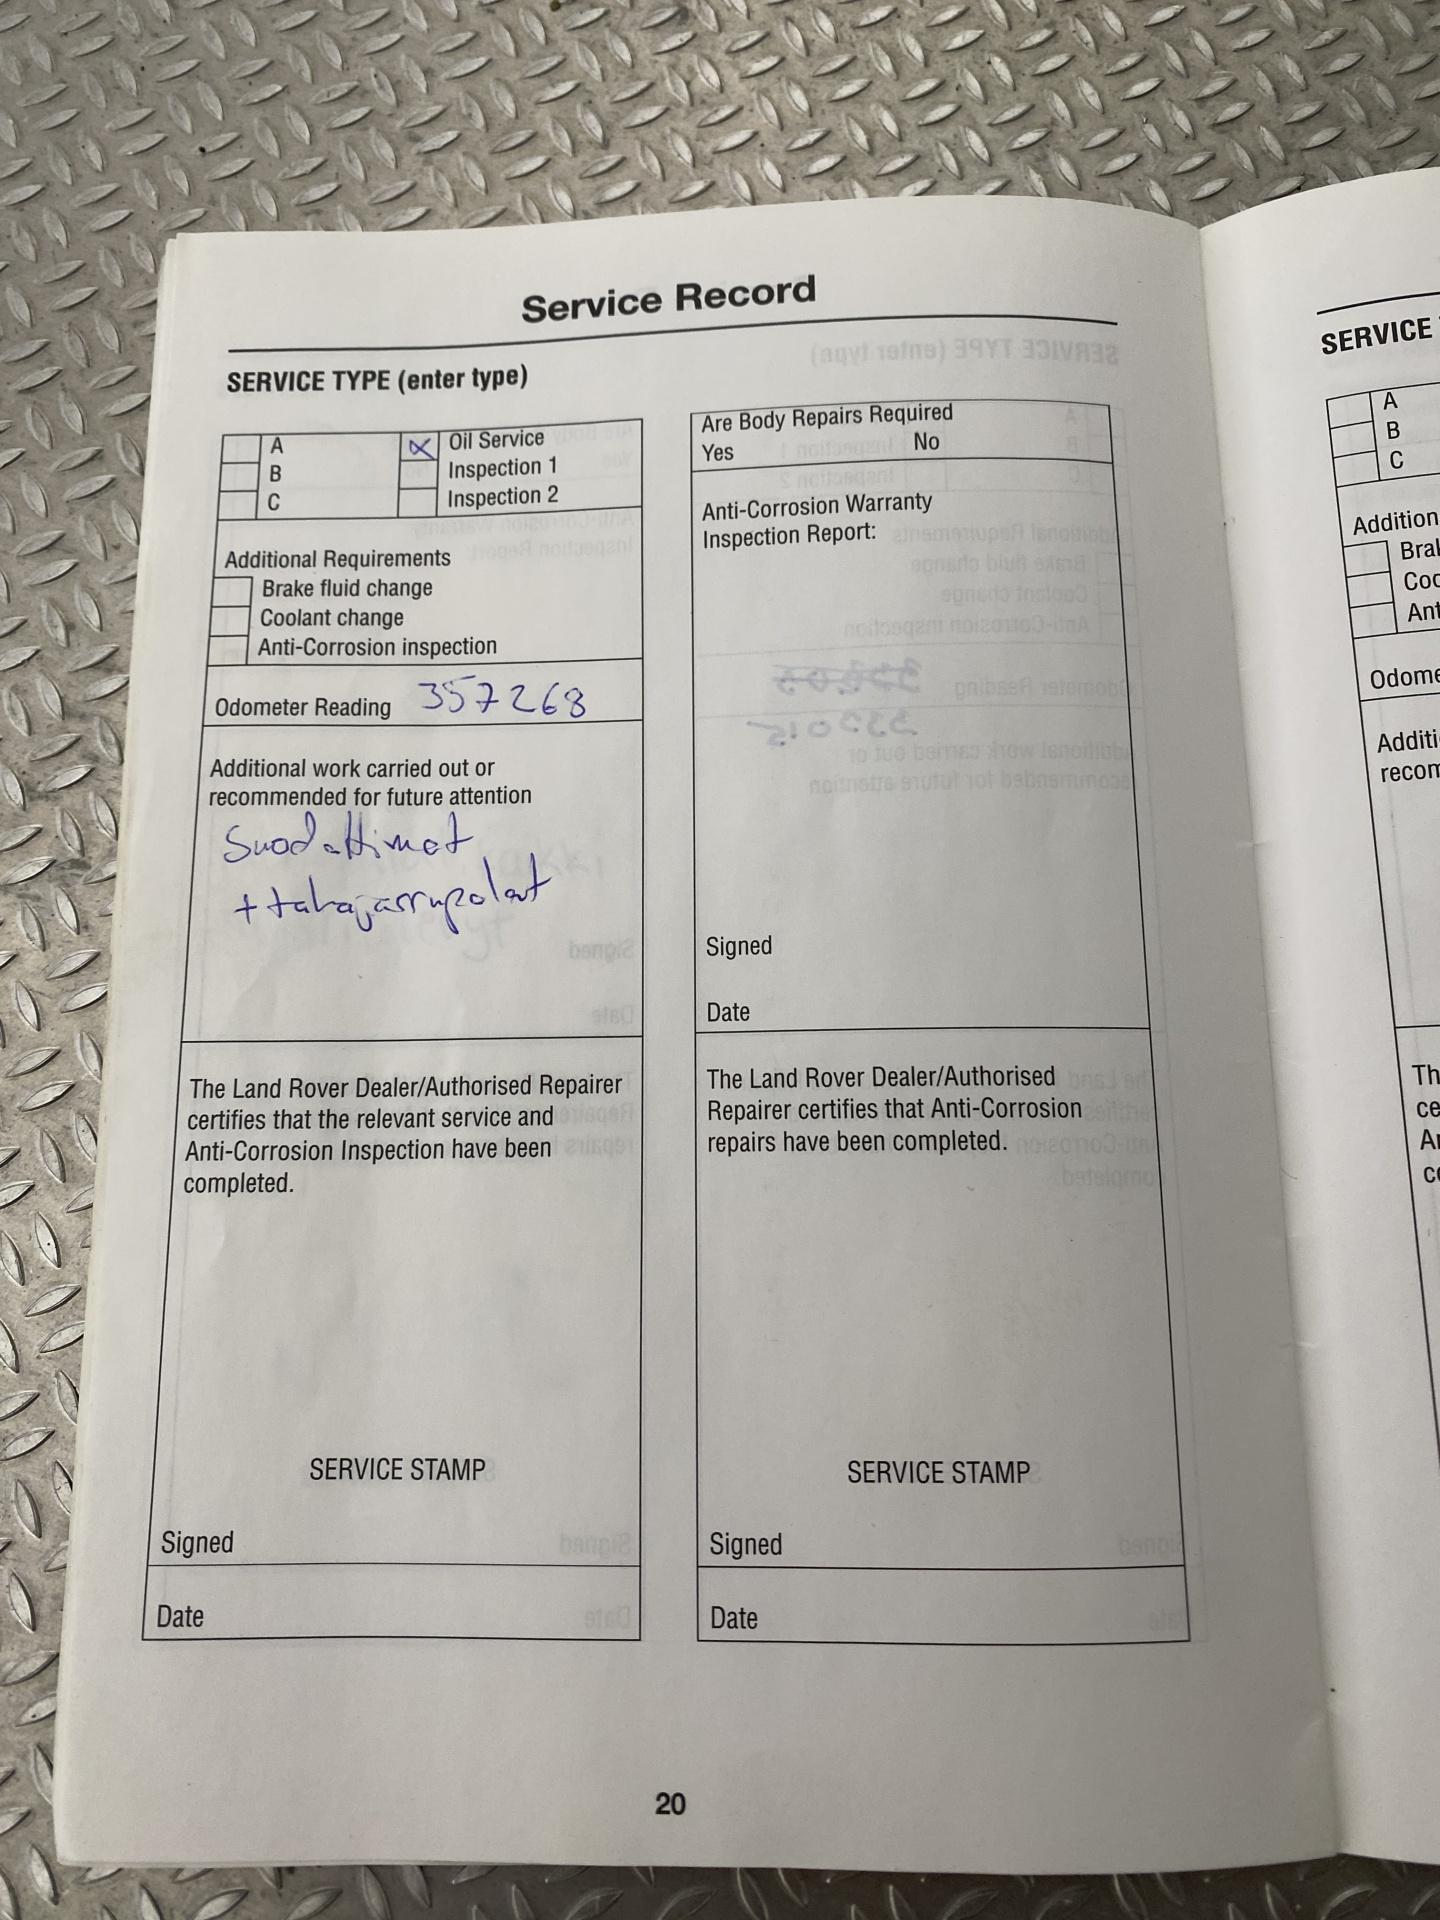 Service Record
SERVICE TYPE (enter type)
A
B
C
Oil Service
Inspection 1
Inspection 2
Additional Requirements
Brake fluid change
Coolant change
Anti-Corrosion inspection
Odometer Reading 357268
Additional work carried out or
recommended for future attention
Suodattimet
+ takajarrupalat
The Land Rover Dealer/Authorised Repairer
certifies that the relevant service and
Anti-Corrosion Inspection have been
completed.
SERVICE STAMP
Signed
Date
Are Body Repairs Required
Yes No
Anti-Corrosion Warranty
Inspection Report:
Signed
Date
The Land Rover Dealer/Authorised
Repairer certifies that Anti-Corrosion
repairs have been completed.
SERVICE STAMP
Signed
Date
20
SERVICE
A
B
C